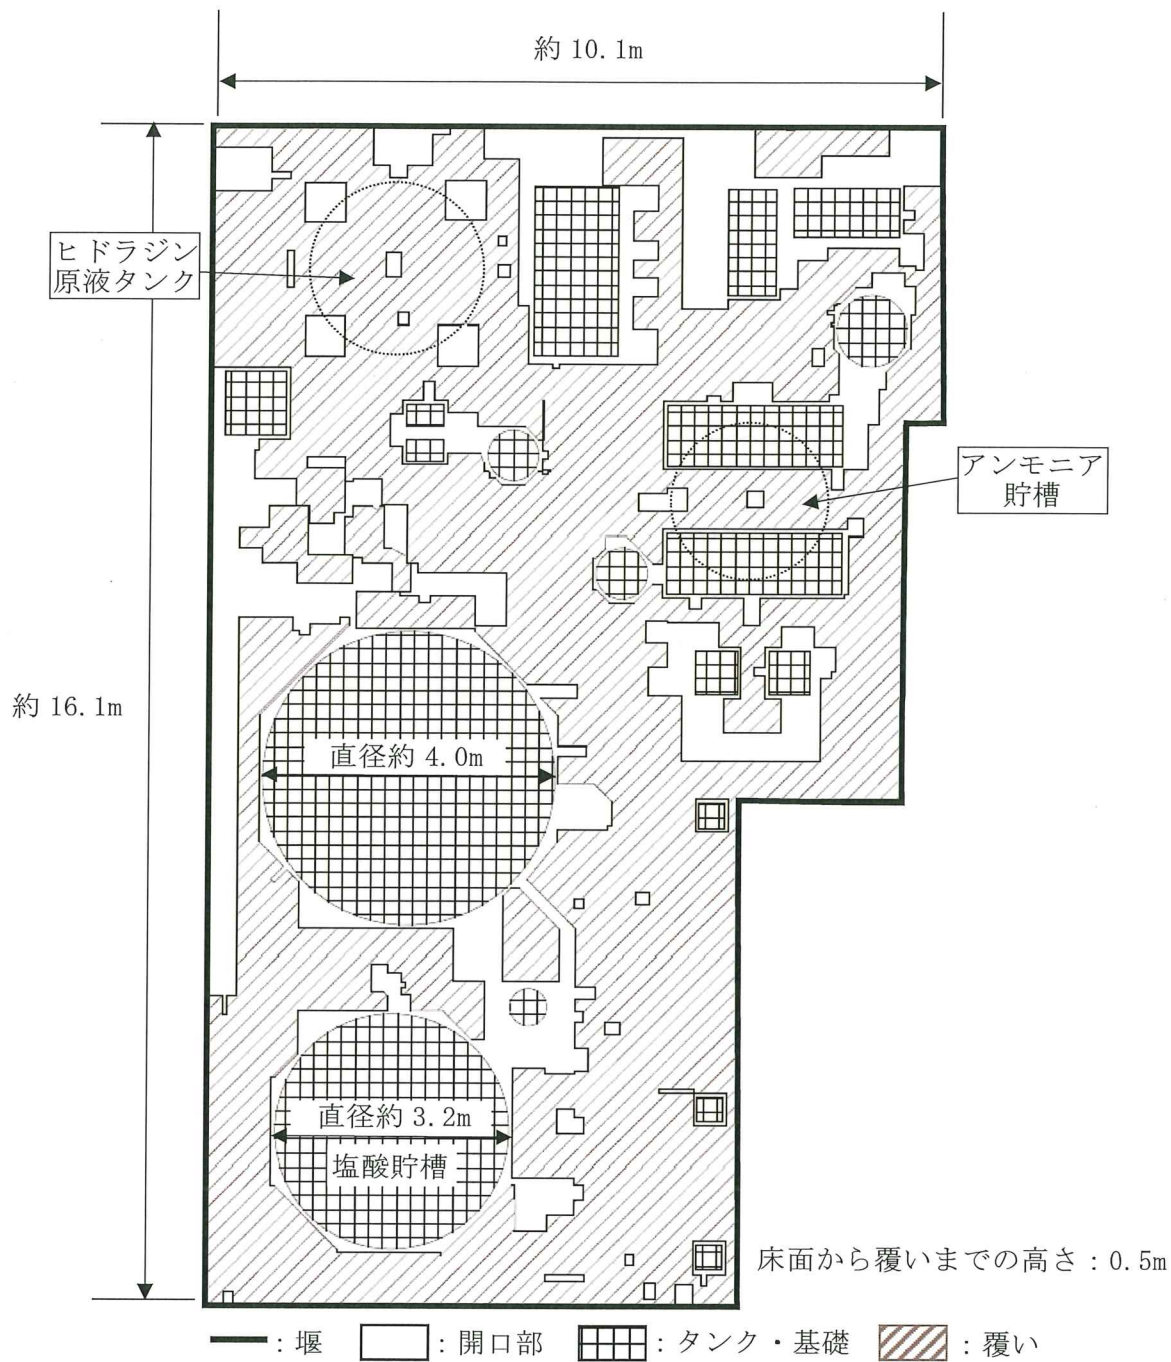 約 10.1m
ヒドラジン
原液タンク
アンモニア
貯槽
約 16.1m
直径約 4.0m
直径約 3.2m
塩酸貯槽
床面から覆いまでの高さ：0.5m
：堰
：開口部
：タンク・基礎
：覆い